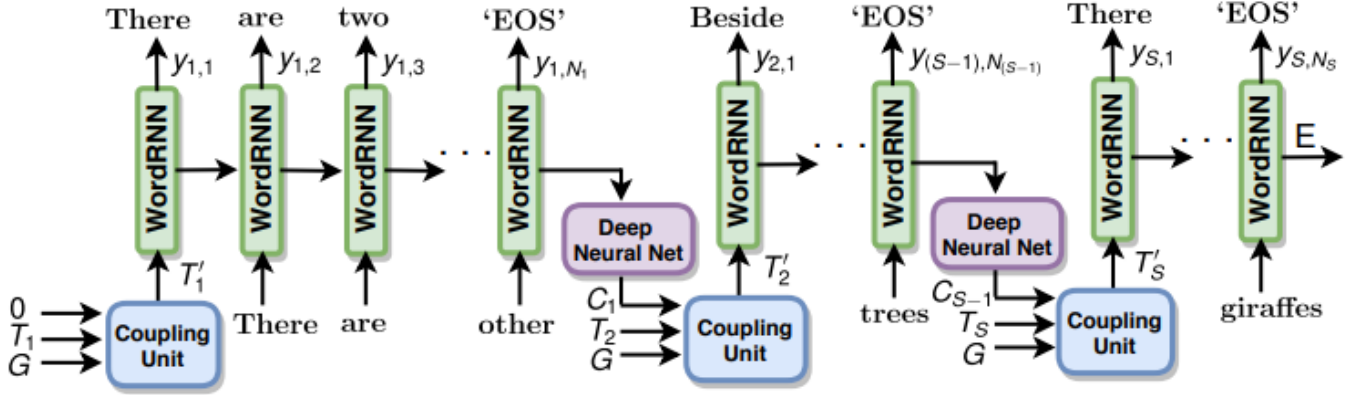 There are two 'EOS' Beside 'EOS' There 'EOS'
y1,1 y1,2 y1,3 y1,N1 y2,1 y(S−1),N(S−1) yS,1 yS,NS
WordRNN WordRNN WordRNN . . . WordRNN WordRNN . . . WordRNN WordRNN . . . WordRNN E
Deep Neural Net Deep Neural Net
T′1 T′2 T′S
0 T1 G Coupling Unit There are other C1 T2 G Coupling Unit trees CS−1 TS G Coupling Unit giraffes